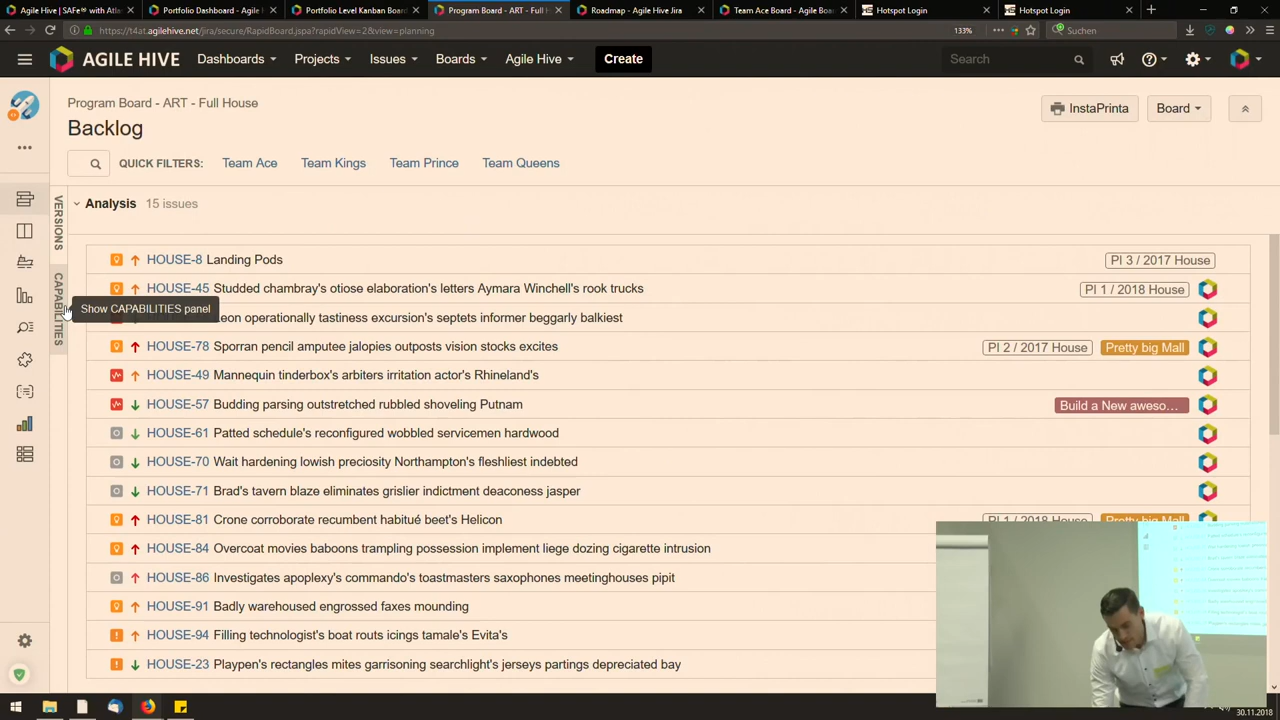 Agile Hive | SAFe® with Atla
Portfolio Dashboard - Agile H
Portfolio Level Kanban Board
Program Board - ART - Full H
Roadmap - Agile Hive Jira
Team Ace Board - Agile Hive
Hotspot Login
Hotspot Login
https://t4at.agilehive.net/jira/secure/RapidBoard.jspa?rapidView=2&view=planning
133%
Suchen
AGILE HIVE
Dashboards
Projects
Issues
Boards
Agile Hive
Create
Search
Program Board - ART - Full House
Backlog
InstaPrinta
Board
QUICK FILTERS:
Team Ace
Team Kings
Team Prince
Team Queens
VERSIONS
CAPABILITIES
Analysis 15 issues
HOUSE-8 Landing Pods PI 3 / 2017 House
HOUSE-45 Studded chambray's otiose elaboration's letters Aymara Winchell's rook trucks PI 1 / 2018 House
Show CAPABILITIES panel
operationally tastiness excursion's septets informer beggarly balkiest
HOUSE-78 Sporran pencil amputee jalopies outposts vision stocks excites PI 2 / 2017 House Pretty big Mall
HOUSE-49 Mannequin tinderbox's arbiters irritation actor's Rhineland's
HOUSE-57 Budding parsing outstretched rubbled shoveling Putnam Build a New aweso...
HOUSE-61 Patted schedule's reconfigured wobbled servicemen hardwood
HOUSE-70 Wait hardening lowish preciosity Northampton's fleshliest indebted
HOUSE-71 Brad's tavern blaze eliminates grislier indictment deaconess jasper
HOUSE-81 Crone corroborate recumbent habitué beet's Helicon PI 1 / 2018 House Pretty big Mall
HOUSE-84 Overcoat movies baboons trampling possession implement liege dozing cigarette intrusion
HOUSE-86 Investigates apoplexy's commando's toastmasters saxophones meetinghouses pipit
HOUSE-91 Badly warehoused engrossed faxes mounding
HOUSE-94 Filling technologist's boat routs icings tamale's Evita's
HOUSE-23 Playpen's rectangles mites garrisoning searchlight's jerseys partings depreciated bay
30.11.2018